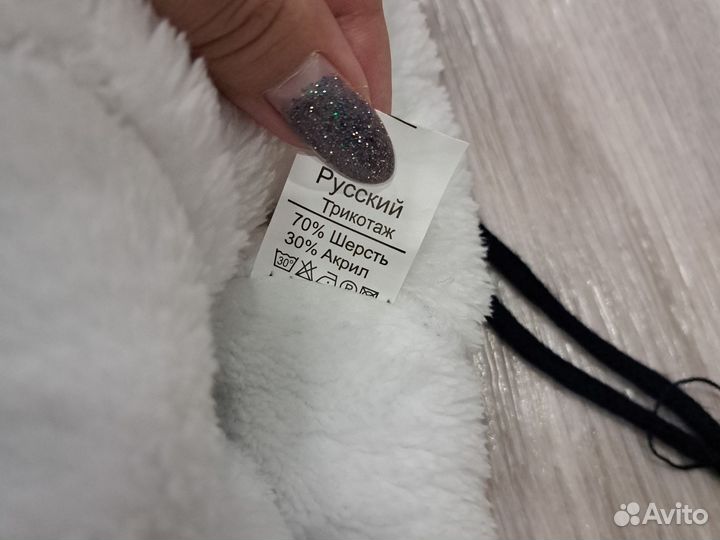 Русский
Трикотаж
70% Шерсть
30% Акрил
30°
P
Avito